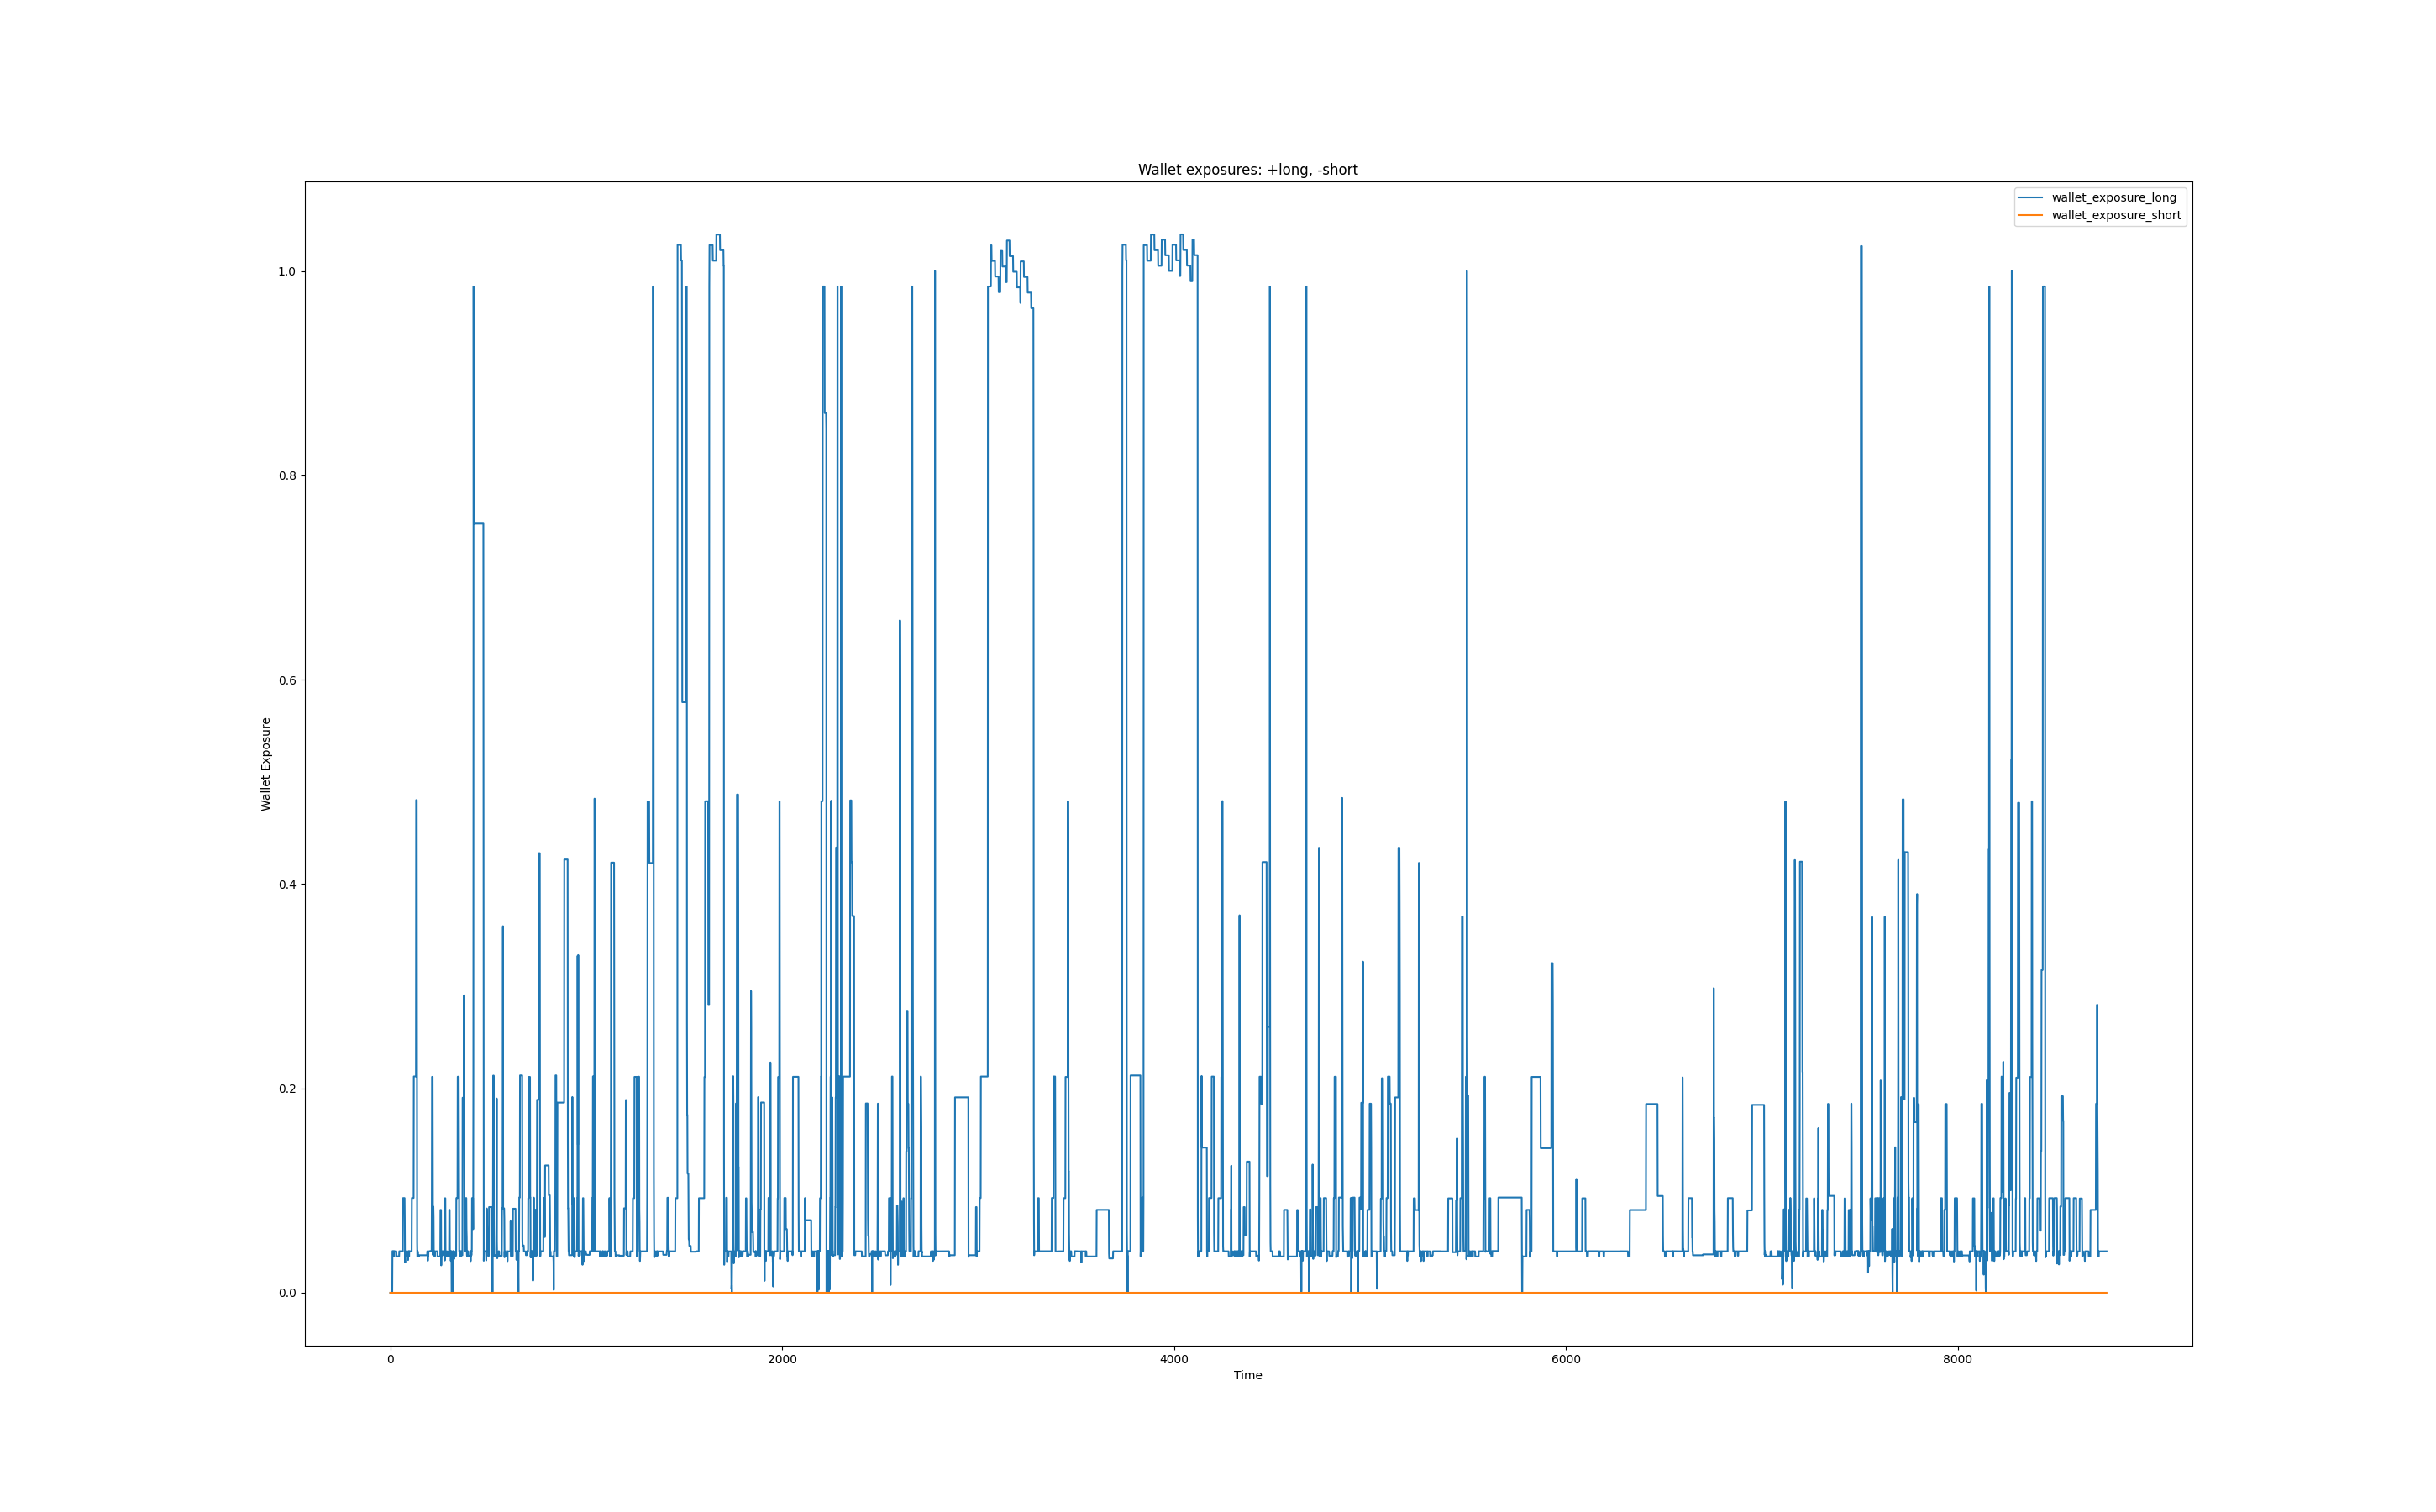 Wallet exposures: +long, -short
wallet_exposure_long
wallet_exposure_short
1.0
0.8
0.6
0.4
0.2
0.0
Wallet Exposure
0 2000 4000 6000 8000
Time